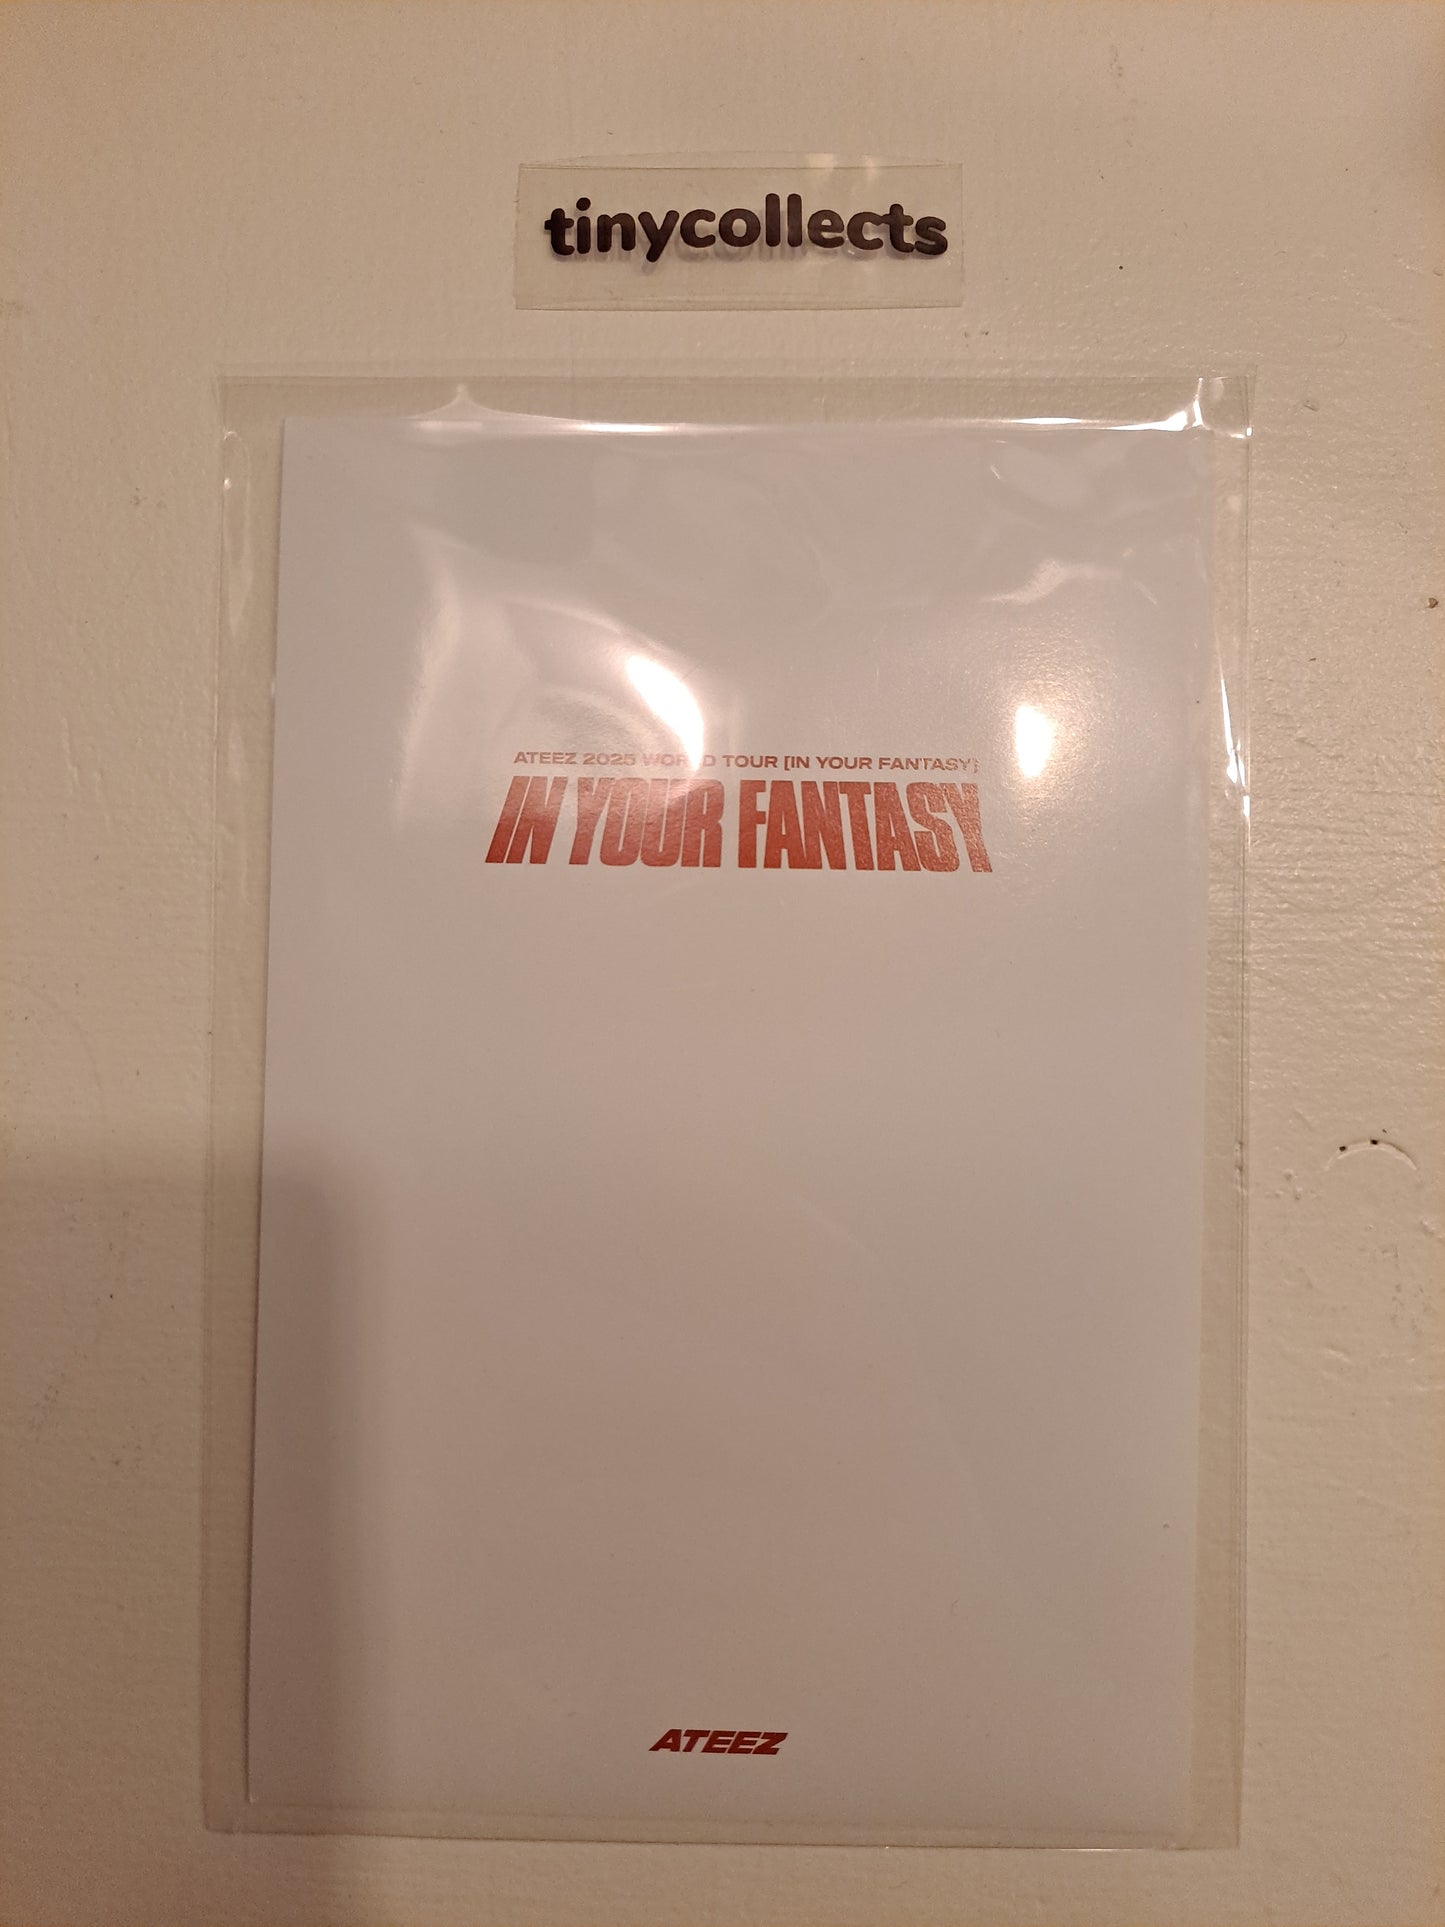 tinycollects
ATEEZ 2025 WORLD TOUR [IN YOUR FANTASY]
IN YOUR FANTASY
ATEEZ